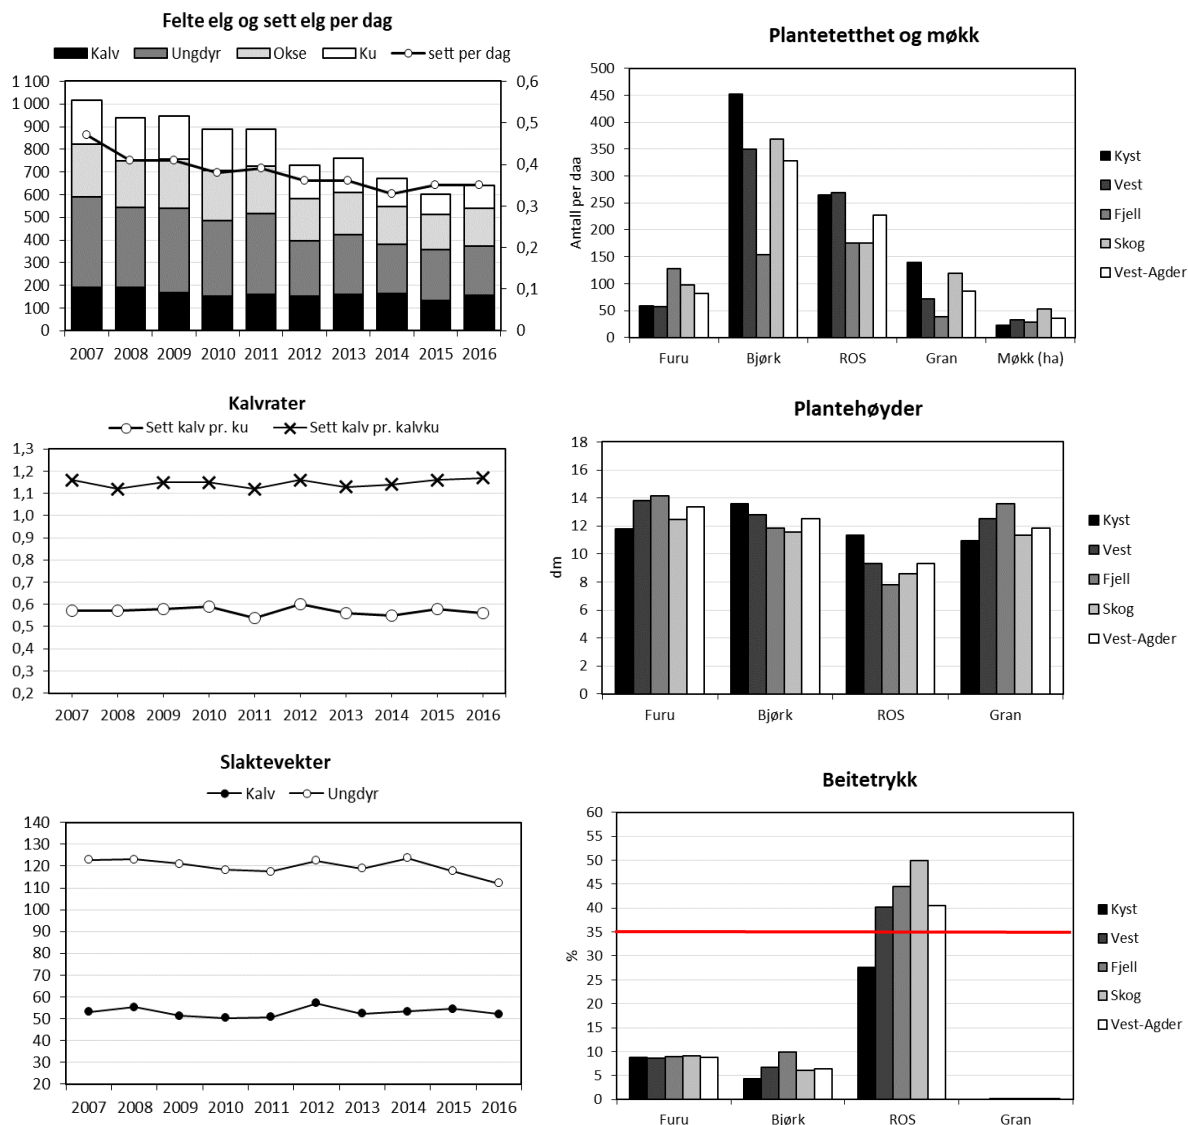 Felte elg og sett elg per dag
Kalv Ungdyr Okse Ku sett per dag
1 100
1 000
900
800
700
600
500
400
300
200
100
0
0,6
0,5
0,4
0,3
0,2
0,1
0
2007 2008 2009 2010 2011 2012 2013 2014 2015 2016
Plantetetthet og møkk
Antall per daa
500
450
400
350
300
250
200
150
100
50
0
Furu Bjørk ROS Gran Møkk (ha)
Kyst
Vest
Fjell
Skog
Vest-Agder
Kalvrater
Sett kalv pr. ku Sett kalv pr. kalvku
1,3
1,2
1,1
1,0
0,9
0,8
0,7
0,6
0,5
0,4
0,3
0,2
2007 2008 2009 2010 2011 2012 2013 2014 2015 2016
Plantehøyder
dm
18
16
14
12
10
8
6
4
2
0
Furu Bjørk ROS Gran
Kyst
Vest
Fjell
Skog
Vest-Agder
Slaktevekter
Kalv Ungdyr
140
130
120
110
100
90
80
70
60
50
40
30
20
2007 2008 2009 2010 2011 2012 2013 2014 2015 2016
Beitetrykk
%
60
55
50
45
40
35
30
25
20
15
10
5
0
Furu Bjørk ROS Gran
Kyst
Vest
Fjell
Skog
Vest-Agder